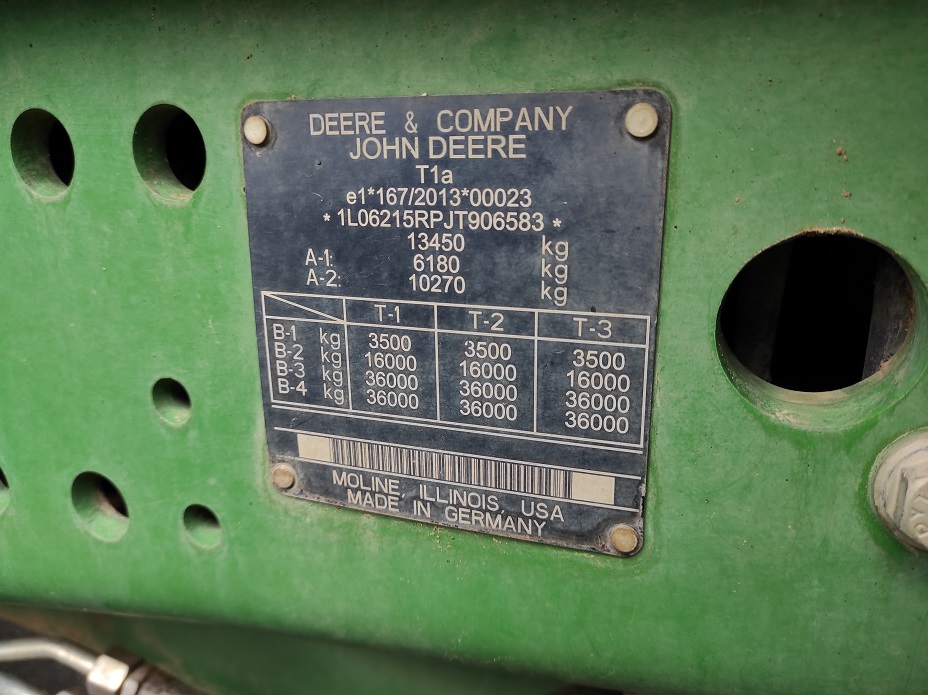 DEERE & COMPANY
JOHN DEERE
T1a
e1*167/2013*00023
* 1L06215RPJT906583 *
13450 kg
A-1: 6180 kg
A-2: 10270 kg
T-1 T-2 T-3
B-1 kg 3500 3500 3500
B-2 kg 16000 16000 16000
B-3 kg 36000 36000 36000
B-4 kg 36000 36000 36000
MOLINE, ILLINOIS, USA
MADE IN GERMANY